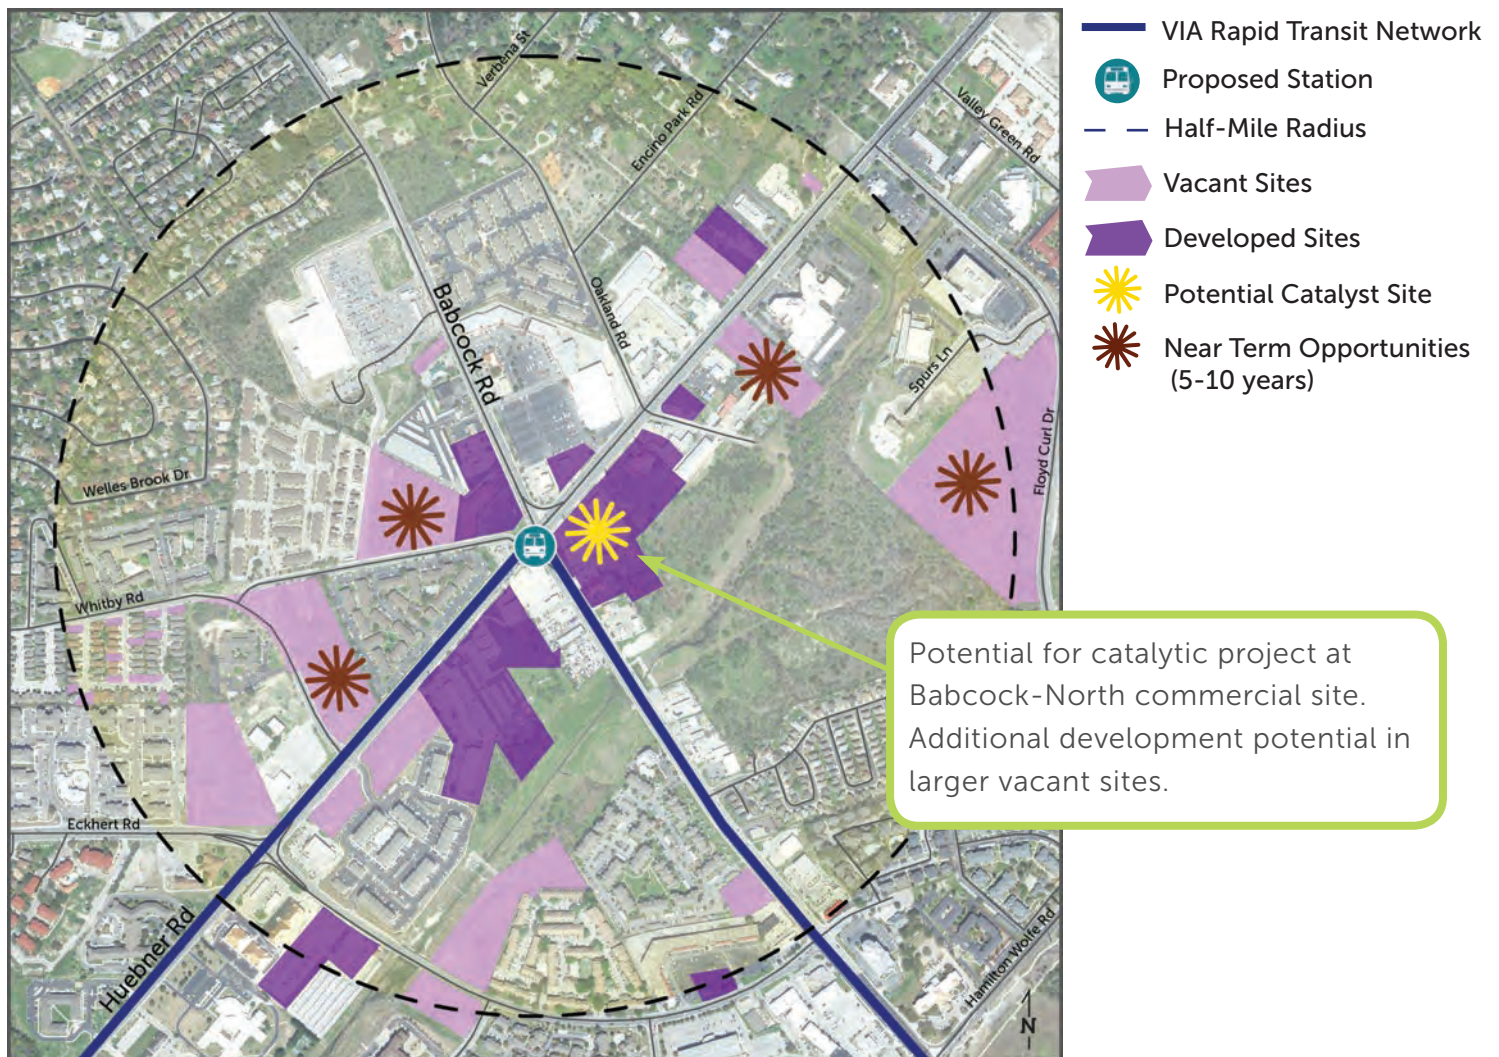 VIA Rapid Transit Network
Proposed Station
Half-Mile Radius
Vacant Sites
Developed Sites
Potential Catalyst Site
Near Term Opportunities
(5-10 years)
Verbena St
Encino Park Rd
Valley Green Rd
Babcock Rd
Oakland Rd
Spurs Ln
Floyd Curl Dr
Welles Brook Dr
Whitby Rd
Potential for catalytic project at
Babcock-North commercial site.
Additional development potential in
larger vacant sites.
Eckhert Rd
Huebner Rd
Hamilton Wolfe Rd
N